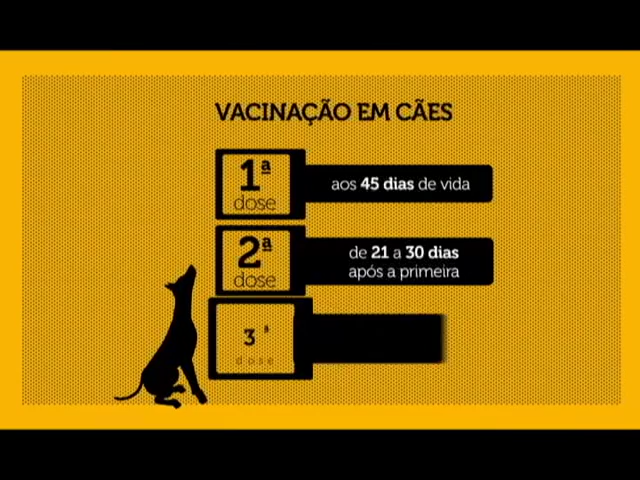 VACINAÇÃO EM CÃES
1ª
dose
aos 45 dias de vida
2ª
dose
de 21 a 30 dias
após a primeira
3ª
dose